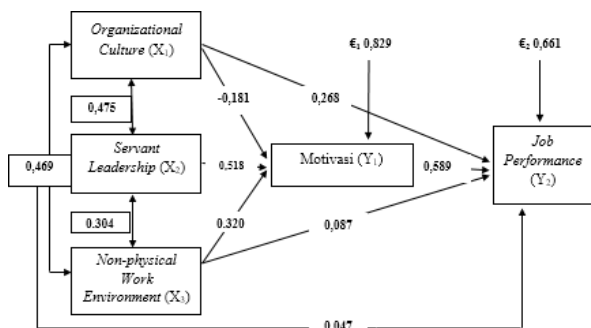 Organizational
Culture (X₁)
€₁ 0,829
€₂ 0,661
-0,181
0,268
0,475
Servant
Leadership (X₂)
0,469
0,518
Motivasi (Y₁)
0,589
Job
Performance
(Y₂)
0.304
0.320
0,087
Non-physical
Work
Environment (X₃)
0,047